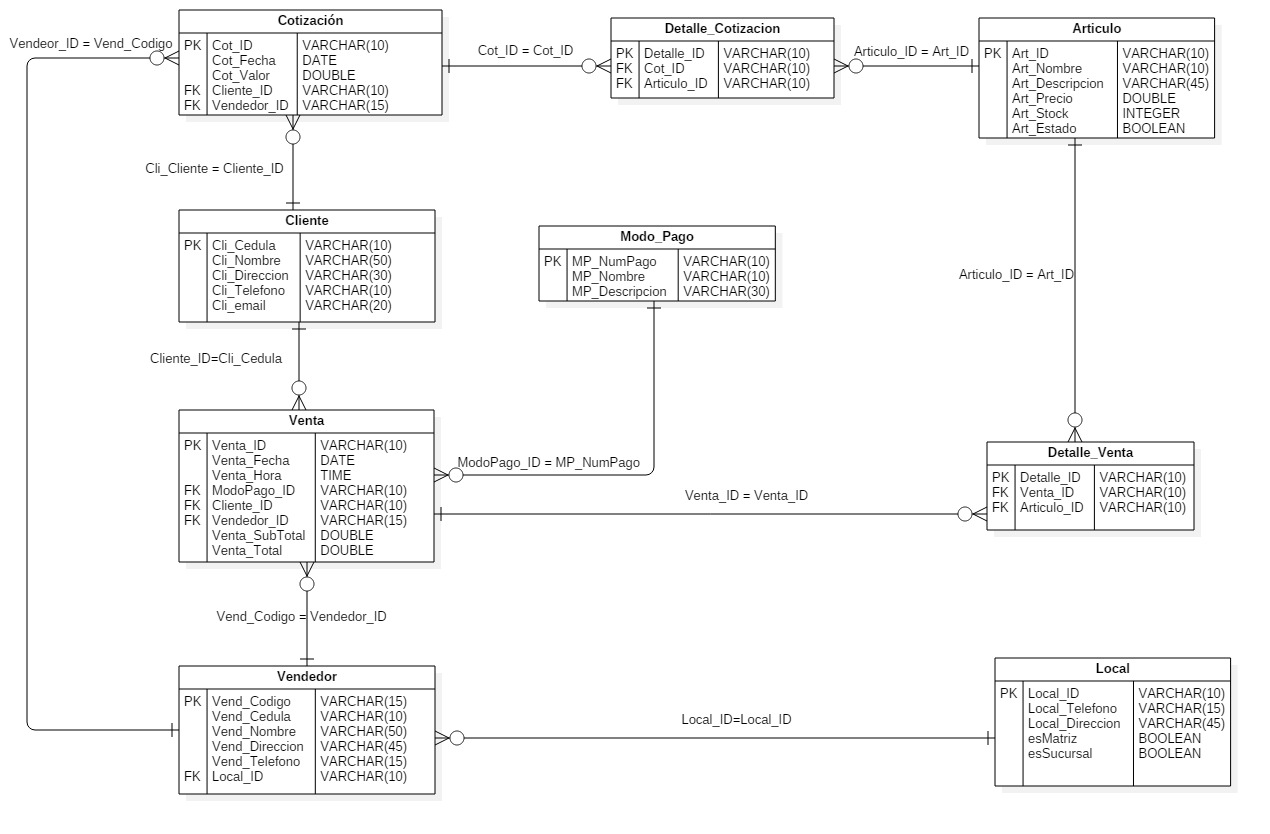 Cotización
Vendeor_ID = Vend_Codigo
PK Cot_ID VARCHAR(10)
Cot_Fecha DATE
Cot_Valor DOUBLE
FK Cliente_ID VARCHAR(10)
FK Vendedor_ID VARCHAR(15)
Cot_ID = Cot_ID
Detalle_Cotizacion
PK Detalle_ID VARCHAR(10)
FK Cot_ID VARCHAR(10)
FK Articulo_ID VARCHAR(10)
Articulo_ID = Art_ID
Articulo
PK Art_ID VARCHAR(10)
Art_Nombre VARCHAR(10)
Art_Descripcion VARCHAR(45)
Art_Precio DOUBLE
Art_Stock INTEGER
Art_Estado BOOLEAN
Cli_Cliente = Cliente_ID
Cliente
PK Cli_Cedula VARCHAR(10)
Cli_Nombre VARCHAR(50)
Cli_Direccion VARCHAR(30)
Cli_Telefono VARCHAR(10)
Cli_email VARCHAR(20)
Modo_Pago
PK MP_NumPago VARCHAR(10)
MP_Nombre VARCHAR(10)
MP_Descripcion VARCHAR(30)
Articulo_ID = Art_ID
Cliente_ID=Cli_Cedula
Venta
PK Venta_ID VARCHAR(10)
Venta_Fecha DATE
Venta_Hora TIME
FK ModoPago_ID VARCHAR(10)
FK Cliente_ID VARCHAR(10)
FK Vendedor_ID VARCHAR(15)
Venta_SubTotal DOUBLE
Venta_Total DOUBLE
ModoPago_ID = MP_NumPago
Venta_ID = Venta_ID
Detalle_Venta
PK Detalle_ID VARCHAR(10)
FK Venta_ID VARCHAR(10)
FK Articulo_ID VARCHAR(10)
Vend_Codigo = Vendedor_ID
Vendedor
PK Vend_Codigo VARCHAR(15)
Vend_Cedula VARCHAR(10)
Vend_Nombre VARCHAR(50)
Vend_Direccion VARCHAR(45)
Vend_Telefono VARCHAR(15)
FK Local_ID VARCHAR(10)
Local_ID=Local_ID
Local
PK Local_ID VARCHAR(10)
Local_Telefono VARCHAR(15)
Local_Direccion VARCHAR(45)
esMatriz BOOLEAN
esSucursal BOOLEAN